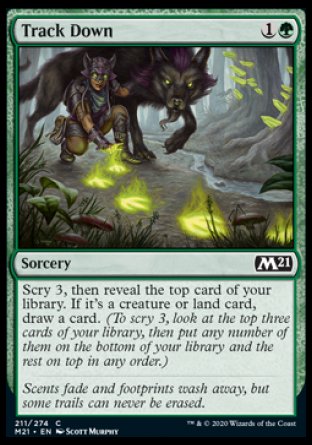 Track Down 1
Sorcery M21
Scry 3, then reveal the top card of your
library. If it's a creature or land card,
draw a card. (To scry 3, look at the top three
cards of your library, then put any number of
them on the bottom of your library and the
rest on top in any order.)
Scents fade and footprints wash away, but
some trails can never be erased.
211/274 C
M21 • EN Scott Murphy ™ & © 2020 Wizards of the Coast